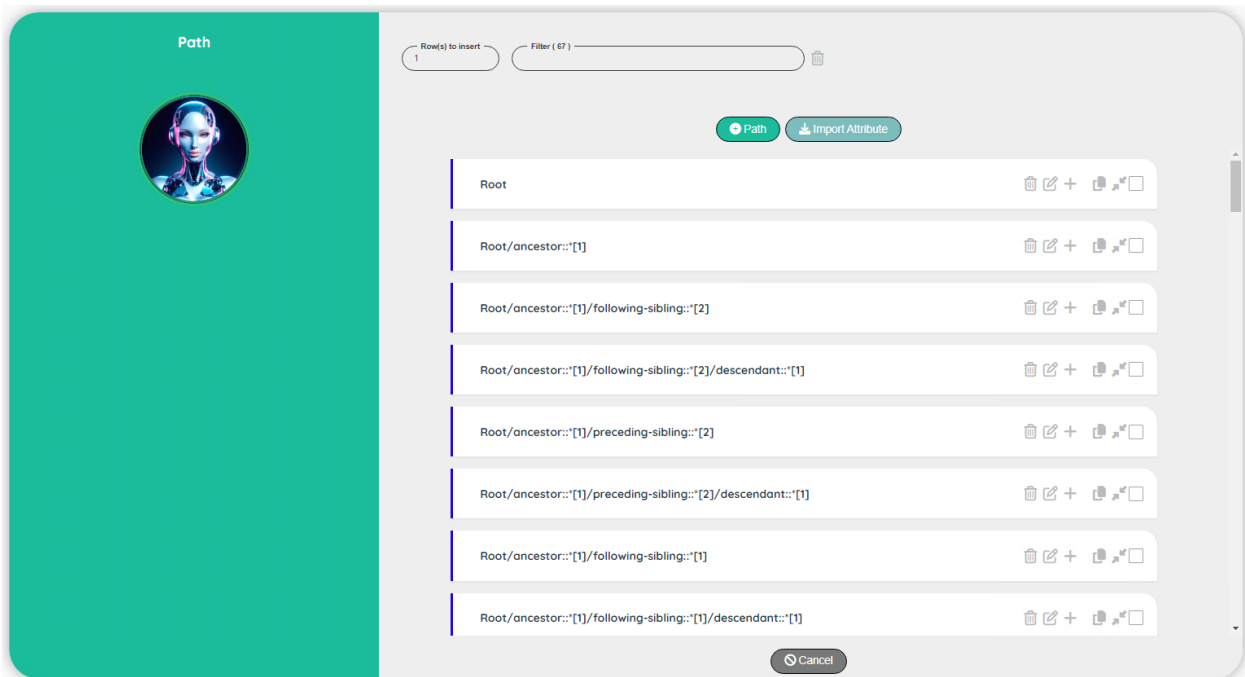 Path
Row(s) to insert
1
Filter ( 67 )
Path
Import Attribute
Root
Root/ancestor::*[1]
Root/ancestor::*[1]/following-sibling::*[2]
Root/ancestor::*[1]/following-sibling::*[2]/descendant::*[1]
Root/ancestor::*[1]/preceding-sibling::*[2]
Root/ancestor::*[1]/preceding-sibling::*[2]/descendant::*[1]
Root/ancestor::*[1]/following-sibling::*[1]
Root/ancestor::*[1]/following-sibling::*[1]/descendant::*[1]
Cancel